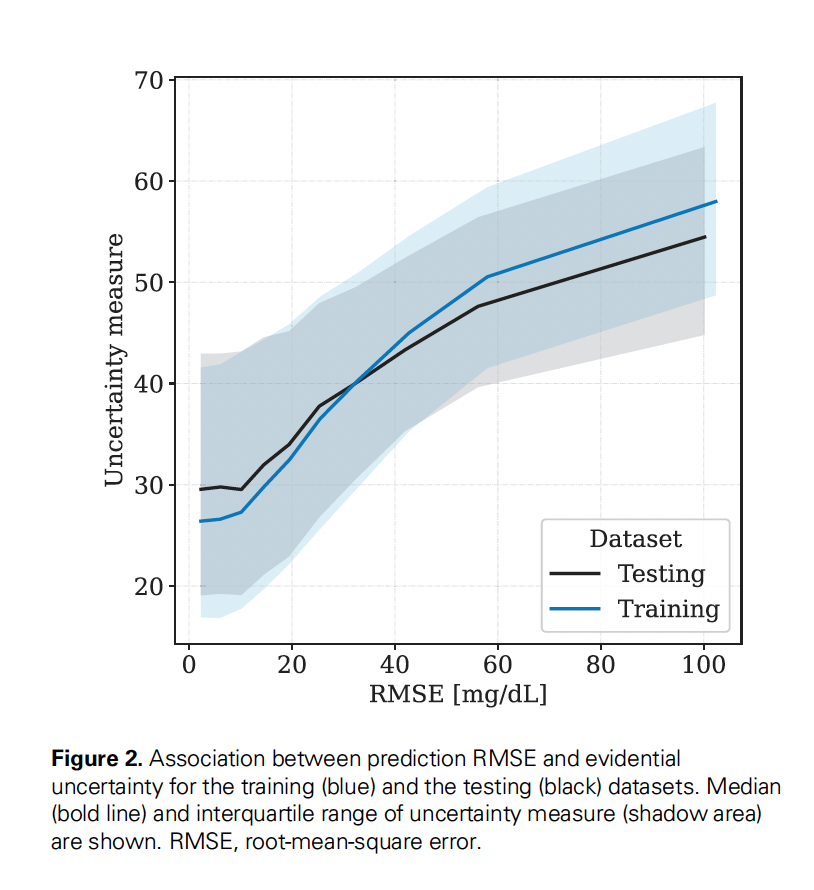 70
60
50
40
30
20
Uncertainty measure
Dataset
Testing
Training
0 20 40 60 80 100
RMSE [mg/dL]
Figure 2. Association between prediction RMSE and evidential
uncertainty for the training (blue) and the testing (black) datasets. Median
(bold line) and interquartile range of uncertainty measure (shadow area)
are shown. RMSE, root-mean-square error.